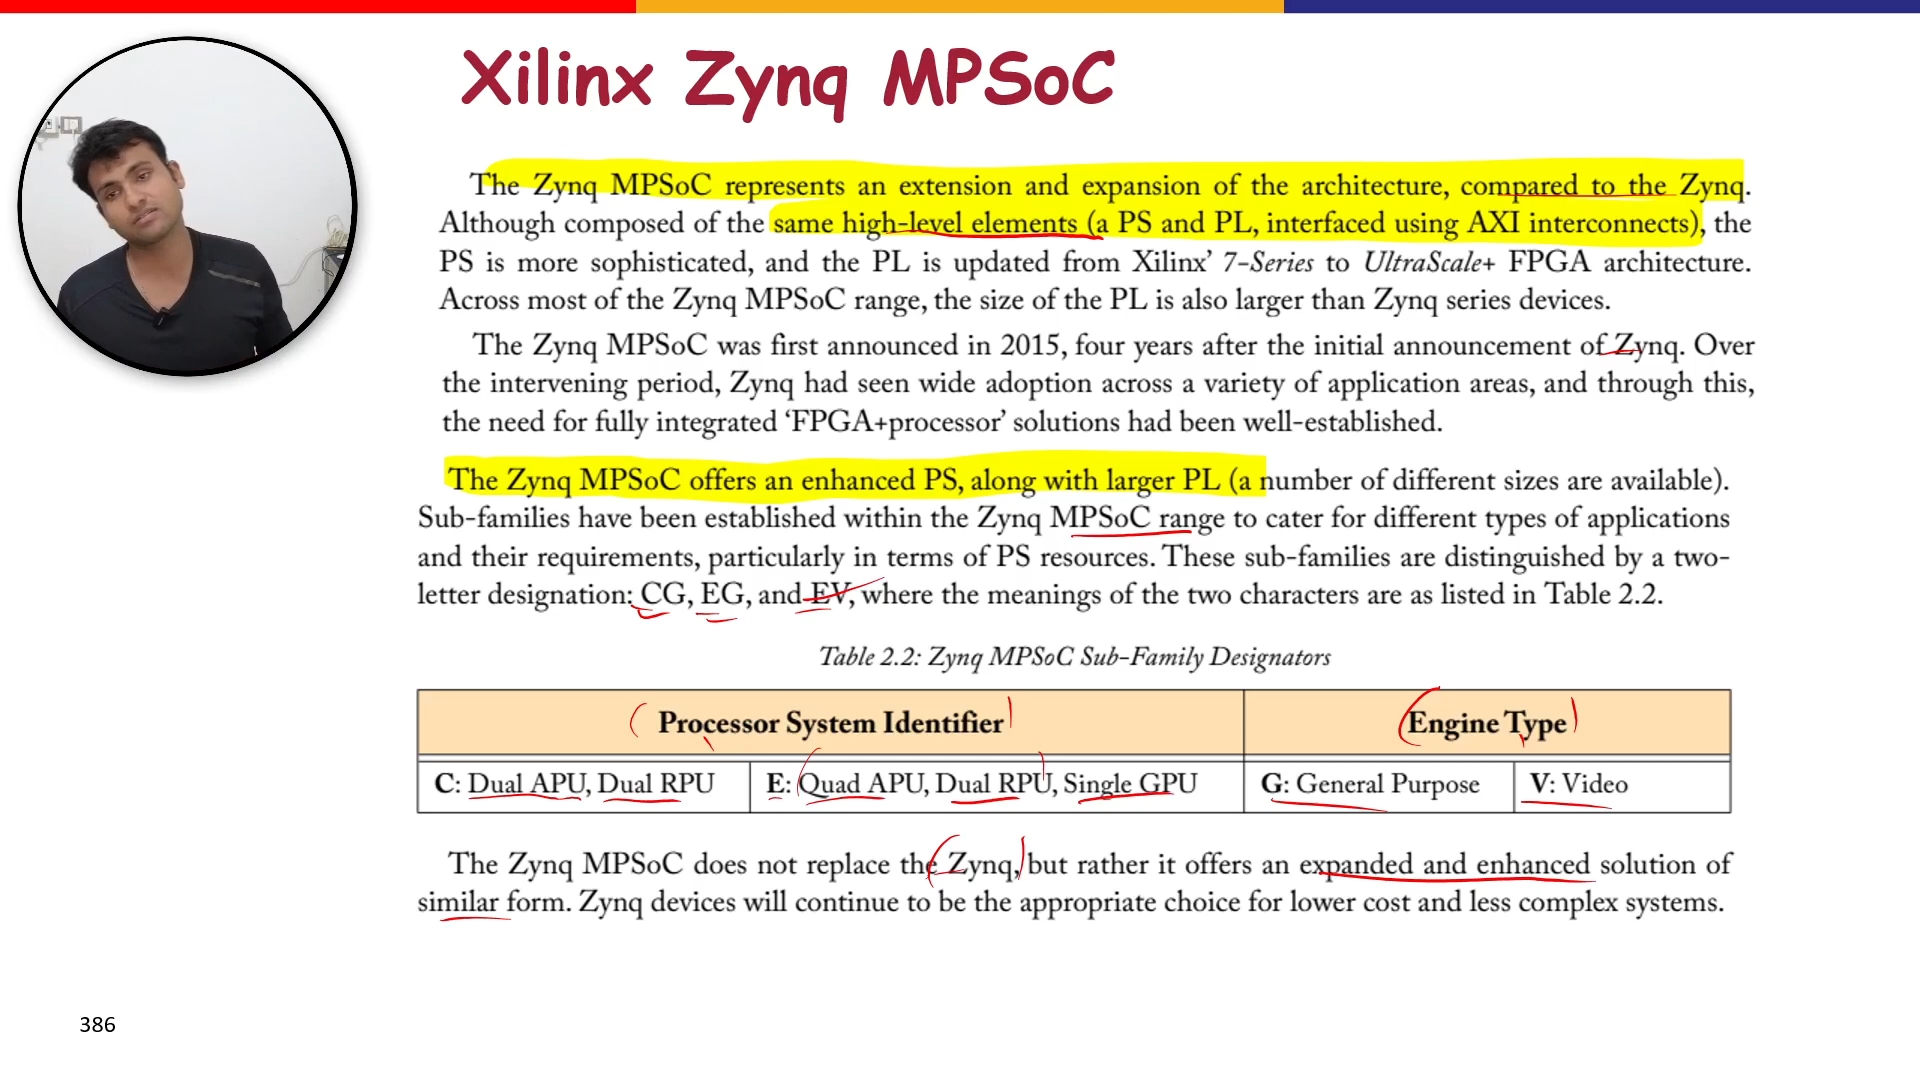 Xilinx Zynq MPSoC
The Zynq MPSoC represents an extension and expansion of the architecture, compared to the Zynq.
Although composed of the same high-level elements (a PS and PL, interfaced using AXI interconnects), the
PS is more sophisticated, and the PL is updated from Xilinx’ 7-Series to UltraScale+ FPGA architecture.
Across most of the Zynq MPSoC range, the size of the PL is also larger than Zynq series devices.
The Zynq MPSoC was first announced in 2015, four years after the initial announcement of Zynq. Over
the intervening period, Zynq had seen wide adoption across a variety of application areas, and through this,
the need for fully integrated ‘FPGA+processor’ solutions had been well-established.
The Zynq MPSoC offers an enhanced PS, along with larger PL (a number of different sizes are available).
Sub-families have been established within the Zynq MPSoC range to cater for different types of applications
and their requirements, particularly in terms of PS resources. These sub-families are distinguished by a two-
letter designation: CG, EG, and EV, where the meanings of the two characters are as listed in Table 2.2.
Table 2.2: Zynq MPSoC Sub-Family Designators
Processor System Identifier Engine Type
C: Dual APU, Dual RPU E: Quad APU, Dual RPU, Single GPU G: General Purpose V: Video
The Zynq MPSoC does not replace the Zynq, but rather it offers an expanded and enhanced solution of
similar form. Zynq devices will continue to be the appropriate choice for lower cost and less complex systems.
386